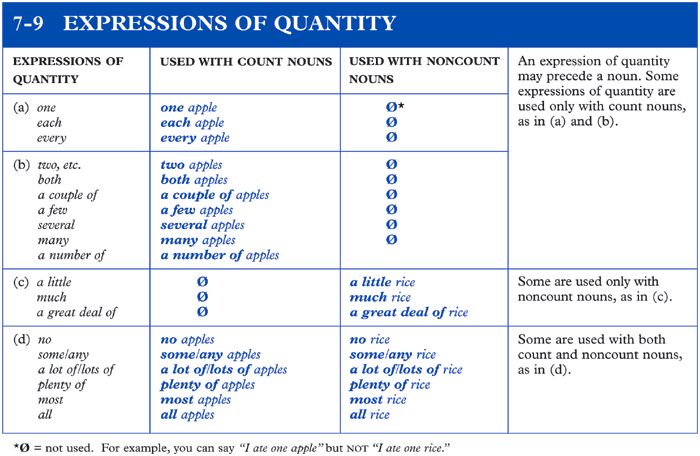 7-9 EXPRESSIONS OF QUANTITY
EXPRESSIONS OF QUANTITY
USED WITH COUNT NOUNS
USED WITH NONCOUNT NOUNS
An expression of quantity
may precede a noun. Some
expressions of quantity are
used only with count nouns,
as in (a) and (b).
(a) one one apple Ø*
each each apple Ø
every every apple Ø
(b) two, etc. two apples Ø
both both apples Ø
a couple of a couple of apples Ø
a few a few apples Ø
several several apples Ø
many many apples Ø
a number of a number of apples
(c) a little Ø a little rice
much Ø much rice
a great deal of Ø a great deal of rice
Some are used only with
noncount nouns, as in (c).
(d) no no apples no rice
some/any some/any apples some/any rice
a lot of/lots of a lot of/lots of apples a lot of/lots of rice
plenty of plenty of apples plenty of rice
most most apples most rice
all all apples all rice
Some are used with both
count and noncount nouns,
as in (d).
*Ø = not used. For example, you can say "I ate one apple" but NOT "I ate one rice."